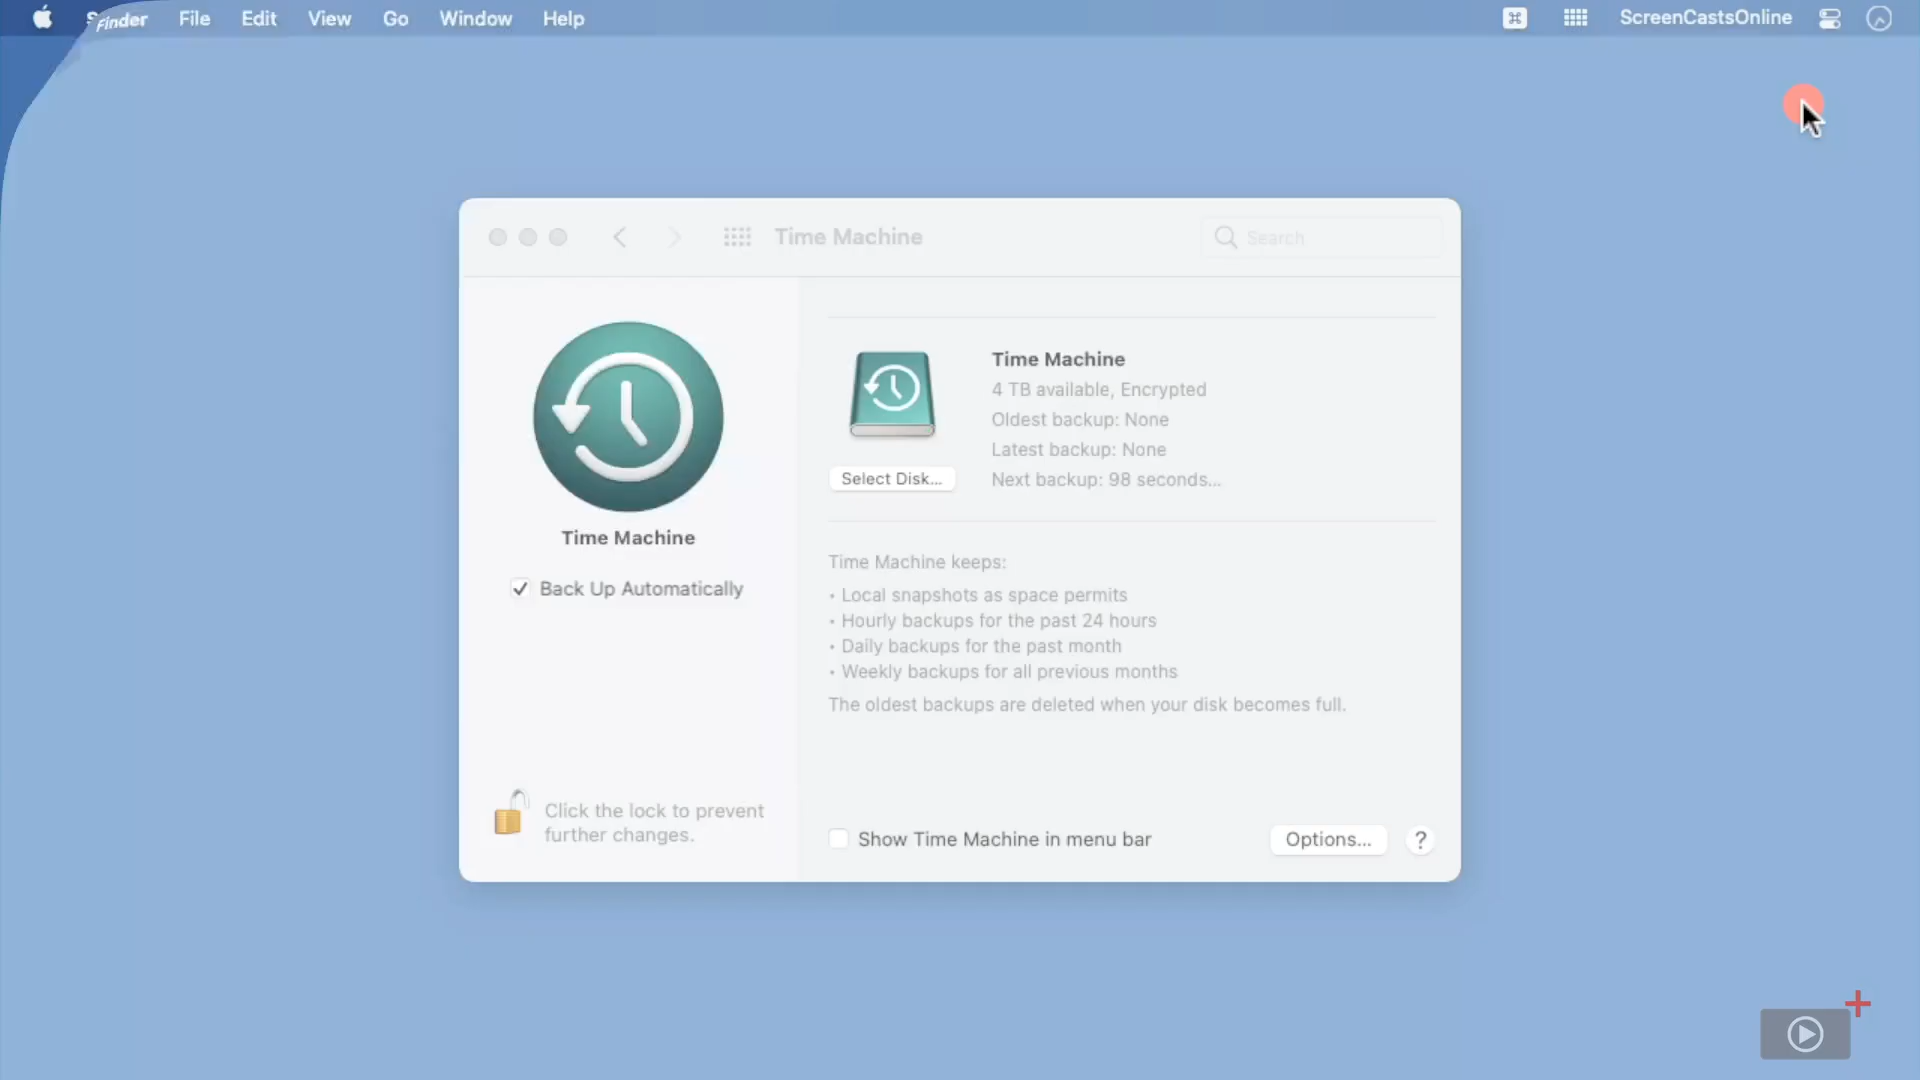 Finder File Edit View Go Window Help ScreenCastsOnline
Time Machine
Search
Time Machine
Back Up Automatically
Click the lock to prevent
further changes.
Time Machine
4 TB available, Encrypted
Oldest backup: None
Latest backup: None
Next backup: 98 seconds...
Select Disk...
Time Machine keeps:
• Local snapshots as space permits
• Hourly backups for the past 24 hours
• Daily backups for the past month
• Weekly backups for all previous months
The oldest backups are deleted when your disk becomes full.
Show Time Machine in menu bar
Options...
?